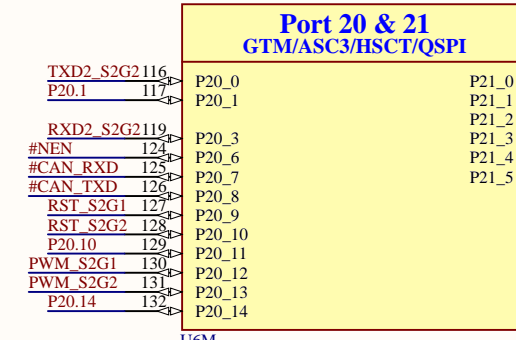 Port 20 & 21
GTM/ASC3/HSCT/QSPI
TXD2_S2G2 116 P20_0 P21_0
P20.1 117 P20_1 P21_1
P21_2
RXD2_S2G2 119 P20_3 P21_3
#NEN 124 P20_6 P21_4
#CAN_RXD 125 P20_7 P21_5
#CAN_TXD 126 P20_8
RST_S2G1 127 P20_9
RST_S2G2 128 P20_10
P20.10 129 P20_11
PWM_S2G1 130 P20_12
PWM_S2G2 131 P20_13
P20.14 132 P20_14
U6M